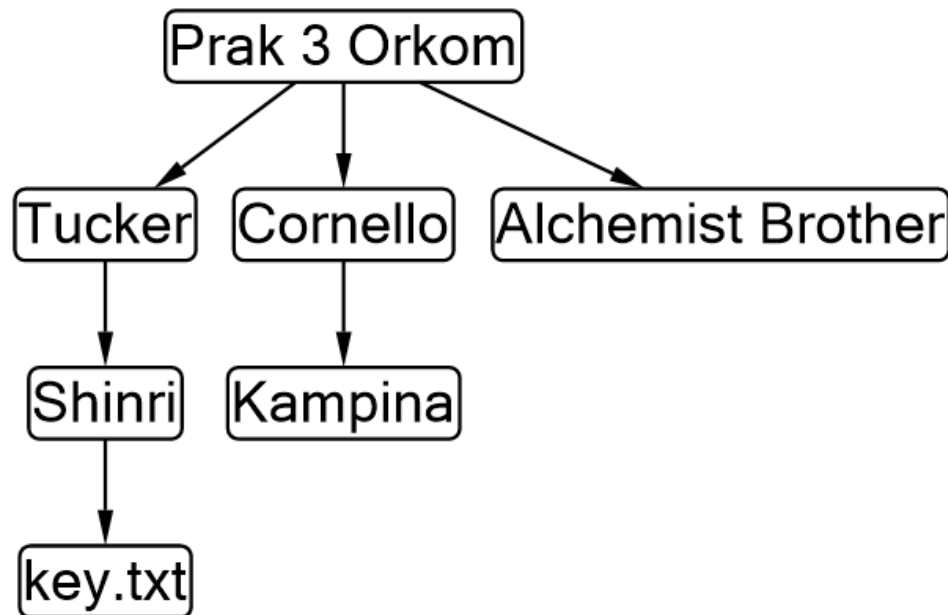 Prak 3 Orkom
Tucker
Cornello
Alchemist Brother
Shinri
Kampina
key.txt